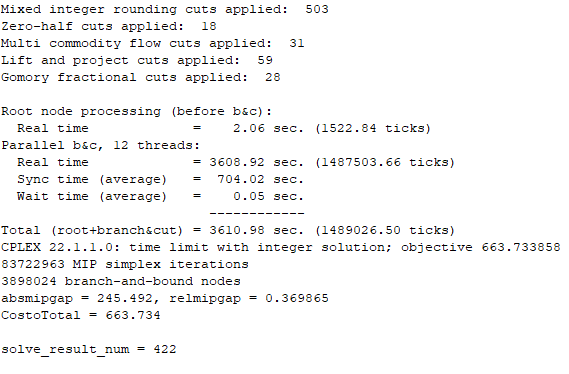 Mixed integer rounding cuts applied:  503
Zero-half cuts applied:  18
Multi commodity flow cuts applied:  31
Lift and project cuts applied:  59
Gomory fractional cuts applied:  28
Root node processing (before b&c):
  Real time             =    2.06 sec. (1522.84 ticks)
Parallel b&c, 12 threads:
  Real time             = 3608.92 sec. (1487503.66 ticks)
  Sync time (average)   =  704.02 sec.
  Wait time (average)   =    0.05 sec.
                          ------------
Total (root+branch&cut) = 3610.98 sec. (1489026.50 ticks)
CPLEX 22.1.1.0: time limit with integer solution; objective 663.733858
83722963 MIP simplex iterations
3898024 branch-and-bound nodes
absmipgap = 245.492, relmipgap = 0.369865
CostoTotal = 663.734
solve_result_num = 422